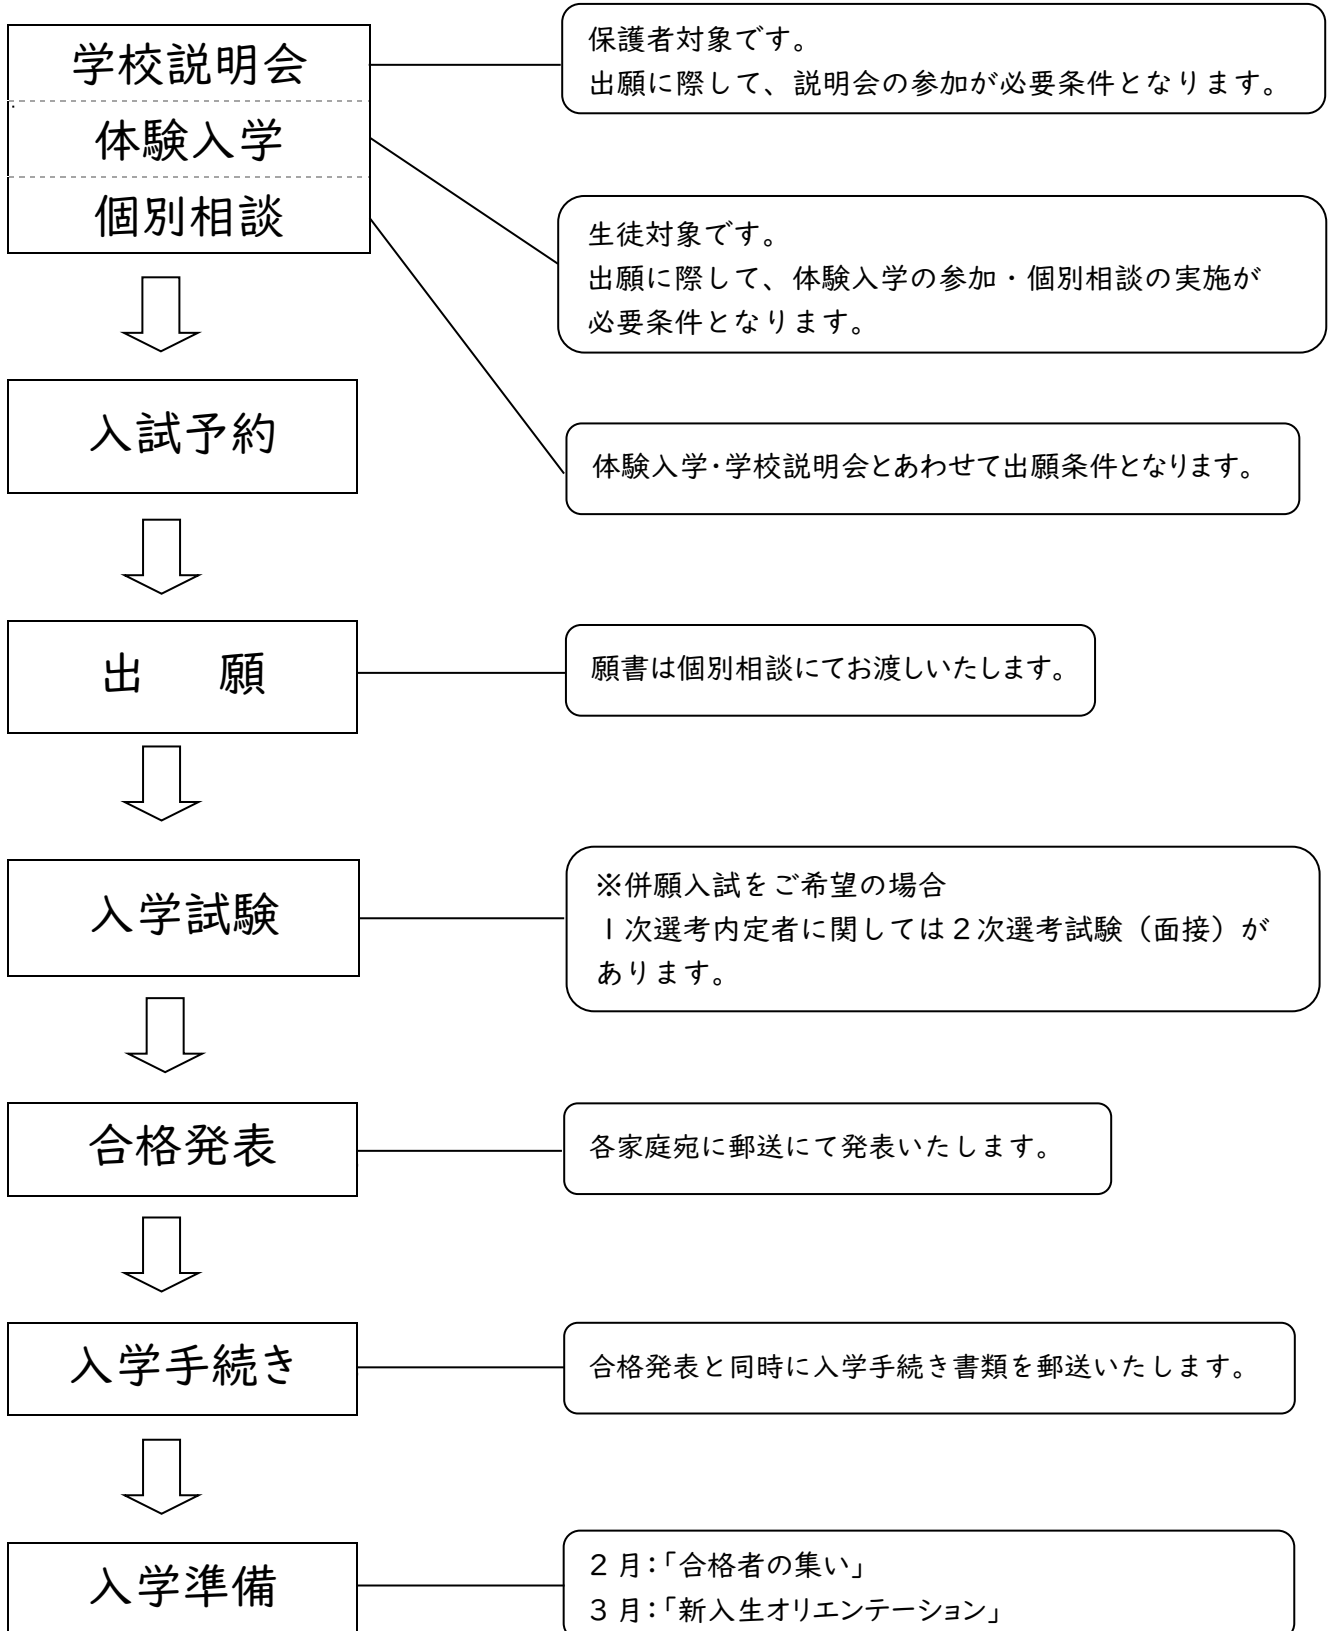 学校説明会
保護者対象です。
出願に際して、説明会の参加が必要条件となります。
体験入学
個別相談
生徒対象です。
出願に際して、体験入学の参加・個別相談の実施が
必要条件となります。
入試予約
体験入学・学校説明会とあわせて出願条件となります。
出　願
願書は個別相談にてお渡しいたします。
入学試験
※併願入試をご希望の場合
1次選考内定者に関しては2次選考試験（面接）が
あります。
合格発表
各家庭宛に郵送にて発表いたします。
入学手続き
合格発表と同時に入学手続き書類を郵送いたします。
入学準備
2月：「合格者の集い」
3月：「新入生オリエンテーション」